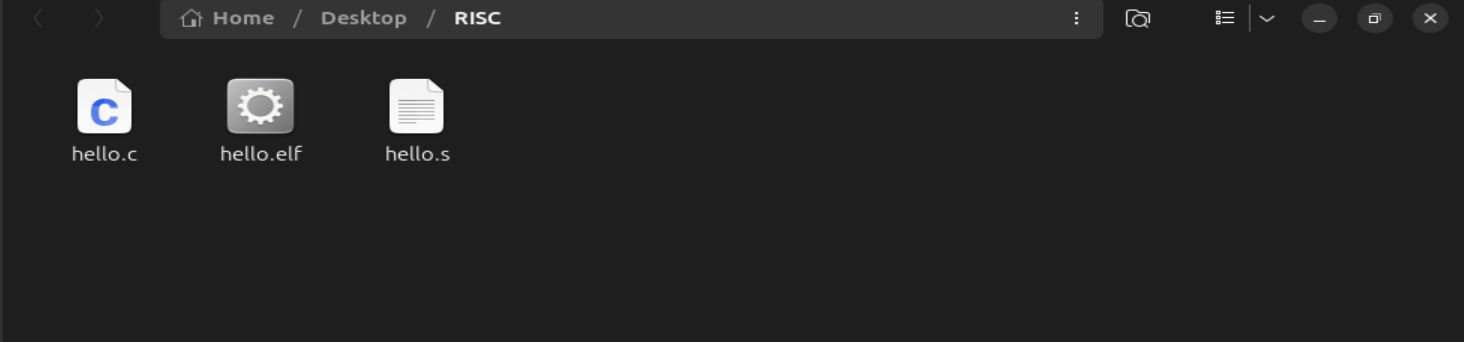 Home / Desktop / RISC
C
hello.c hello.elf hello.s